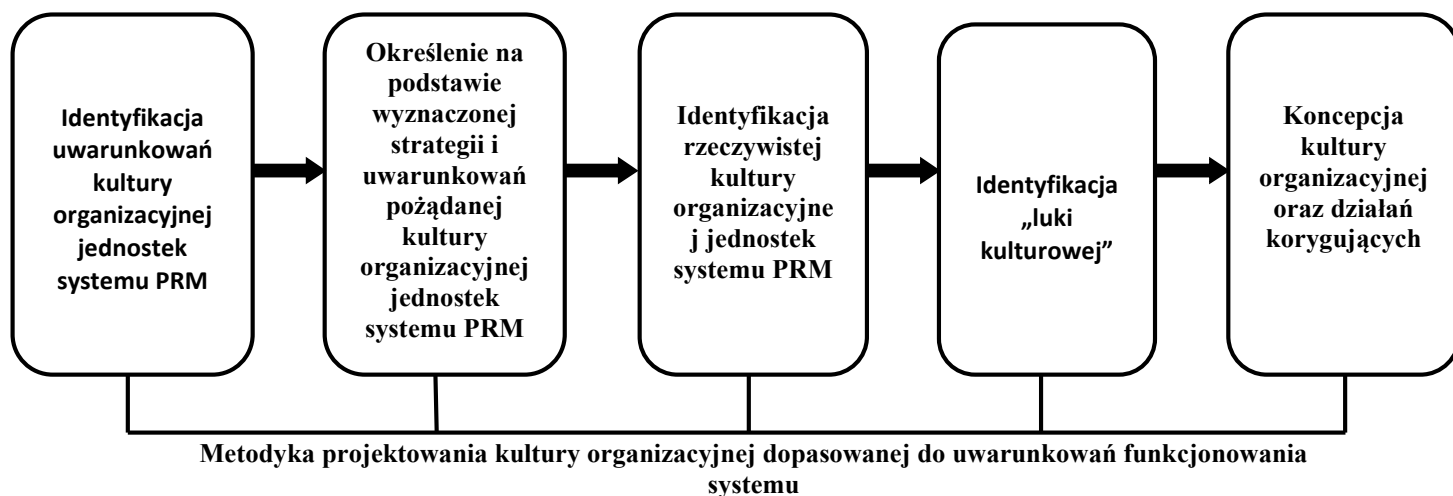 Identyfikacja
uwarunkowań
kultury
organizacyjnej
jednostek
systemu PRM
Określenie na
podstawie
wyznaczonej
strategii i
uwarunkowań
pożądanej
kultury
organizacyjnej
jednostek
systemu PRM
Identyfikacja
rzeczywistej
kultury
organizacyjne
j jednostek
systemu PRM
Identyfikacja
„luki
kulturowej”
Koncepcja
kultury
organizacyjnej
oraz działań
korygujących
Metodyka projektowania kultury organizacyjnej dopasowanej do uwarunkowań funkcjonowania
systemu